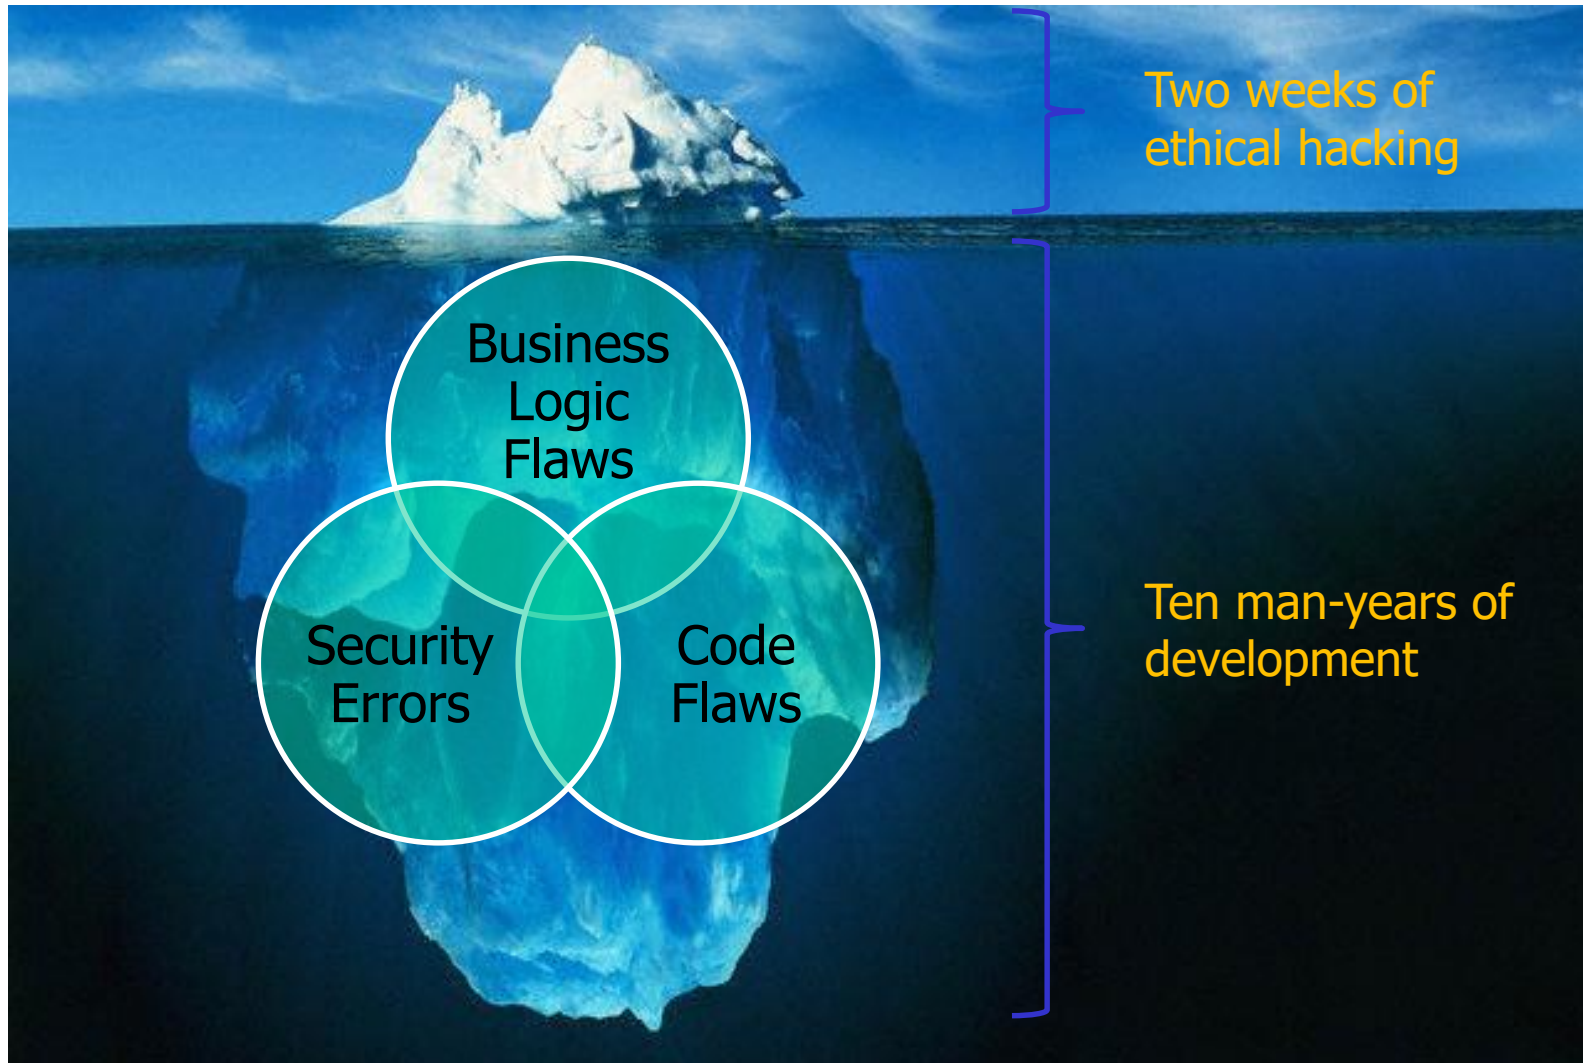 Two weeks of
ethical hacking
Business
Logic
Flaws
Security
Errors
Code
Flaws
Ten man-years of
development